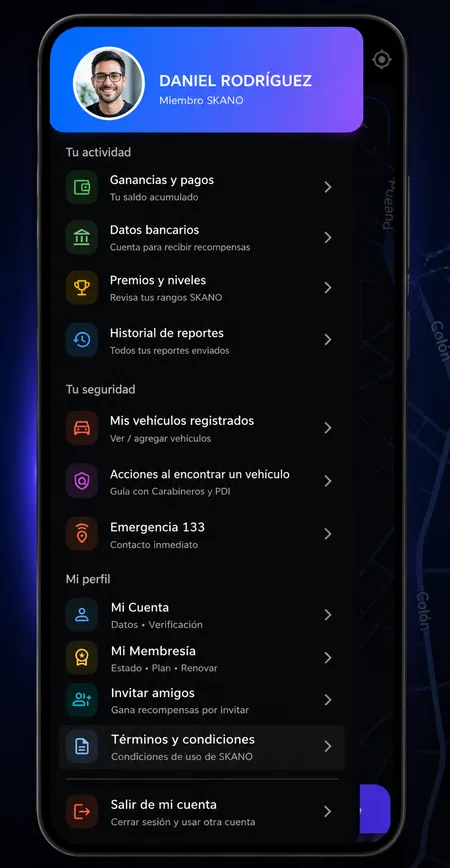 DANIEL RODRÍGUEZ
Miembro SKANO
Tu actividad
Ganancias y pagos
Tu saldo acumulado
Datos bancarios
Cuenta para recibir recompensas
Premios y niveles
Revisa tus rangos SKANO
Historial de reportes
Todos tus reportes enviados
Tu seguridad
Mis vehículos registrados
Ver / agregar vehículos
Acciones al encontrar un vehículo
Guía con Carabineros y PDI
Emergencia 133
Contacto inmediato
Mi perfil
Mi Cuenta
Datos • Verificación
Mi Membresía
Estado • Plan • Renovar
Invitar amigos
Gana recompensas por invitar
Términos y condiciones
Condiciones de uso de SKANO
Salir de mi cuenta
Cerrar sesión y usar otra cuenta
Colón
Colón